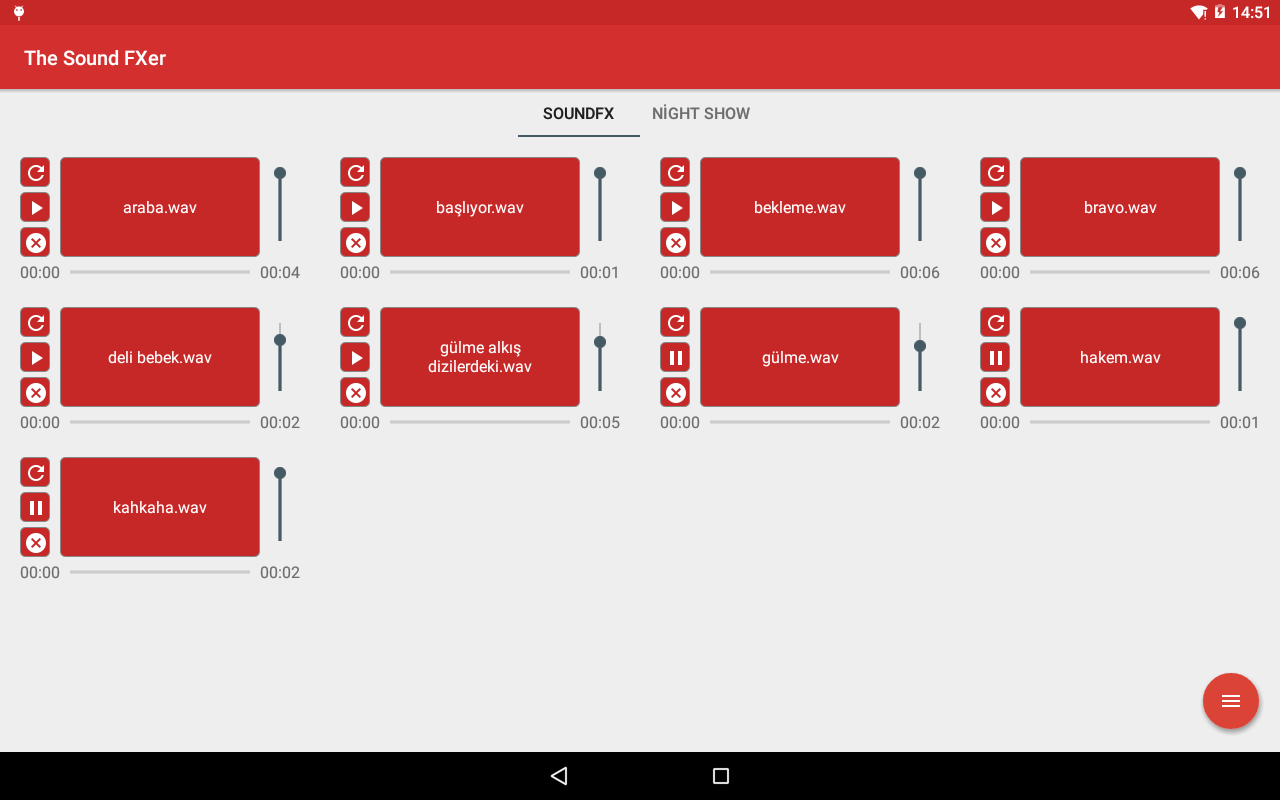 14:51
The Sound FXer
SOUNDFX
NİGHT SHOW
araba.wav
00:00
00:04
başlıyor.wav
00:00
00:01
bekleme.wav
00:00
00:06
bravo.wav
00:00
00:06
deli bebek.wav
00:00
00:02
gülme alkış
dizilerdeki.wav
00:00
00:05
gülme.wav
00:00
00:02
hakem.wav
00:00
00:01
kahkaha.wav
00:00
00:02